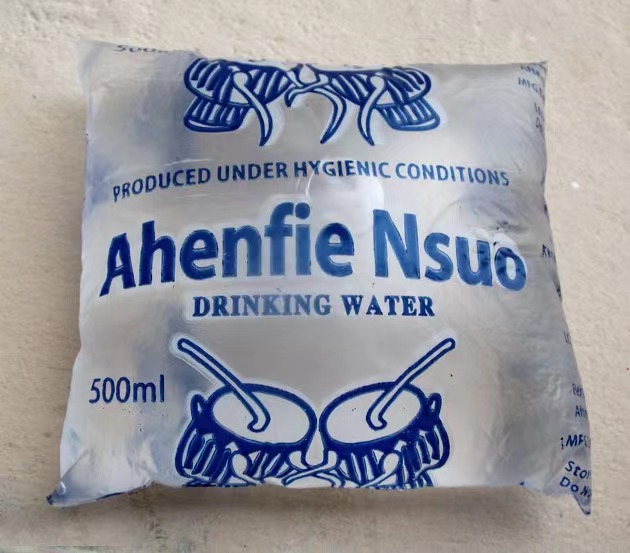 PRODUCED UNDER HYGIENIC CONDITIONS
Ahenfie Nsuo
DRINKING WATER
500ml